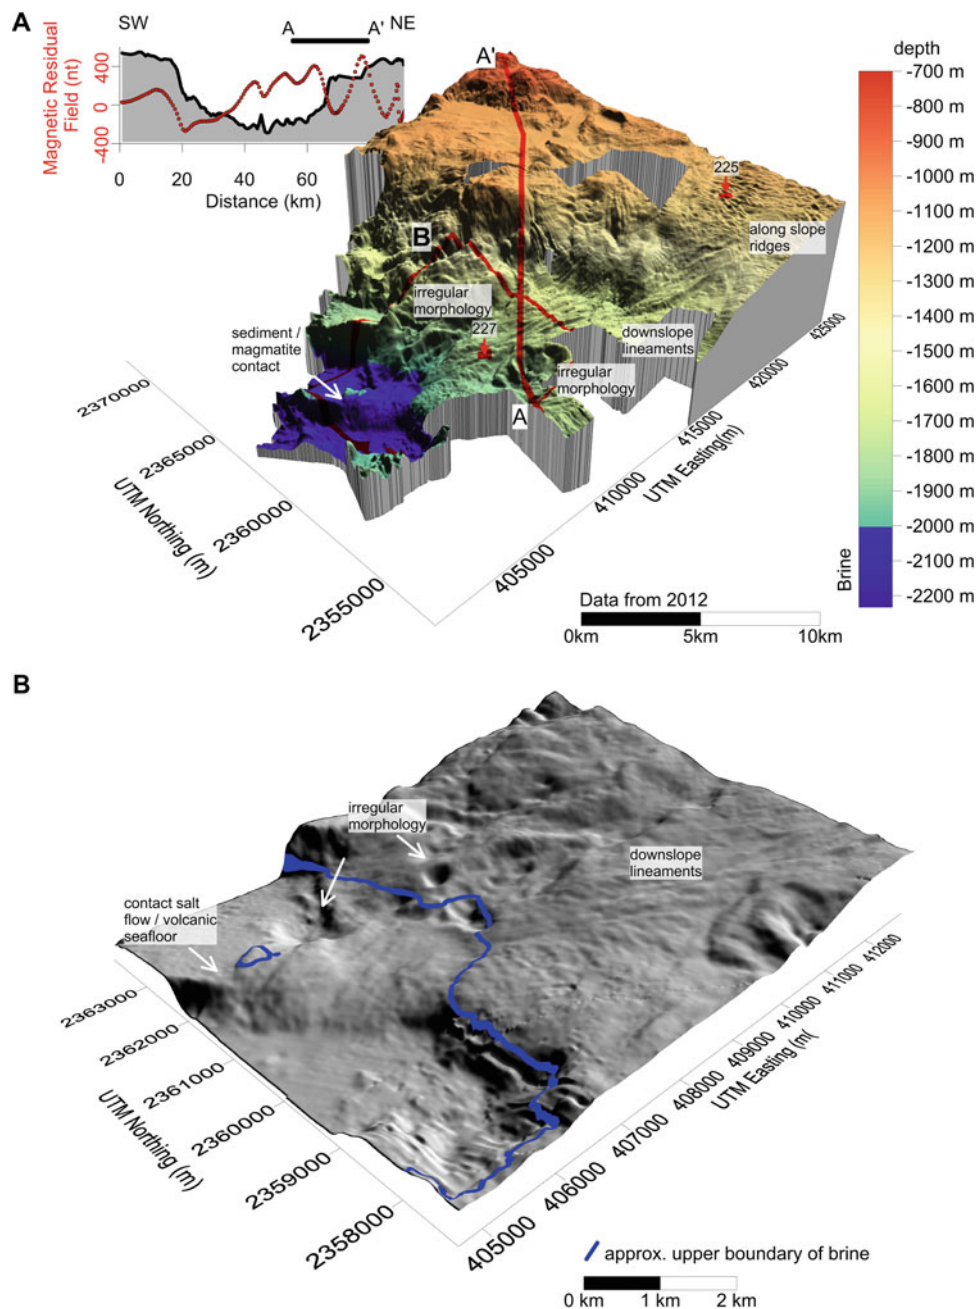 A
SW
A
A'
NE
Magnetic Residual
Field (nt)
400
0
-400
0
20
40
60
80
Distance (km)
A'
depth
-700 m
-800 m
-900 m
-1000 m
-1100 m
-1200 m
-1300 m
-1400 m
-1500 m
-1600 m
-1700 m
-1800 m
-1900 m
-2000 m
-2100 m
-2200 m
Brine
225
along slope
ridges
B
irregular
morphology
227
sediment /
magmatite
contact
downslope
lineaments
irregular
morphology
A
2370000
2365000
2360000
2355000
UTM Northing (m)
405000
410000
415000
420000
425000
UTM Easting(m)
Data from 2012
0km
5km
10km
B
irregular
morphology
downslope
lineaments
contact salt
flow / volcanic
seafloor
2363000
2362000
2361000
2360000
2359000
2358000
UTM Northing (m)
405000
406000
407000
408000
409000
410000
411000
412000
UTM Easting (m(
approx. upper boundary of brine
0 km
1 km
2 km